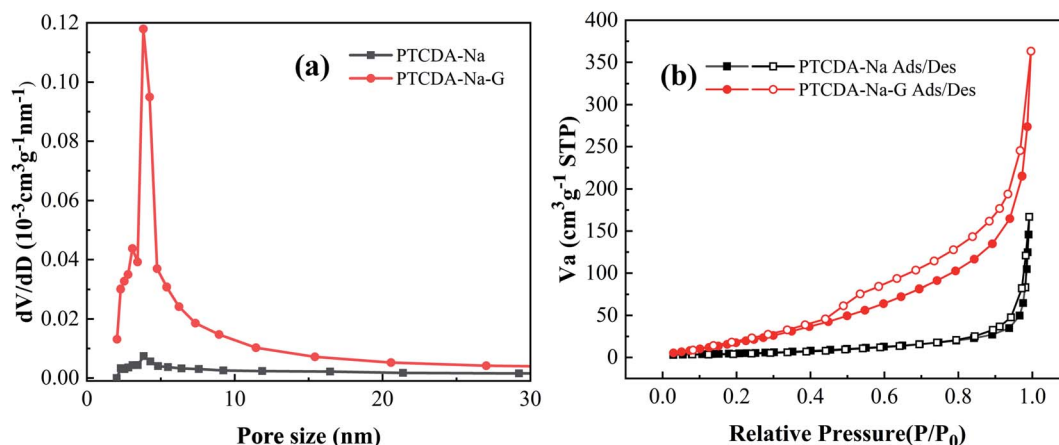 (a)
PTCDA-Na
PTCDA-Na-G
dV/dD (10⁻³cm³g⁻¹nm⁻¹)
0.12
0.10
0.08
0.06
0.04
0.02
0.00
0
10
20
30
Pore size (nm)
(b)
PTCDA-Na Ads/Des
PTCDA-Na-G Ads/Des
Va (cm³g⁻¹ STP)
400
350
300
250
200
150
100
50
0
0.0
0.2
0.4
0.6
0.8
1.0
Relative Pressure(P/P₀)